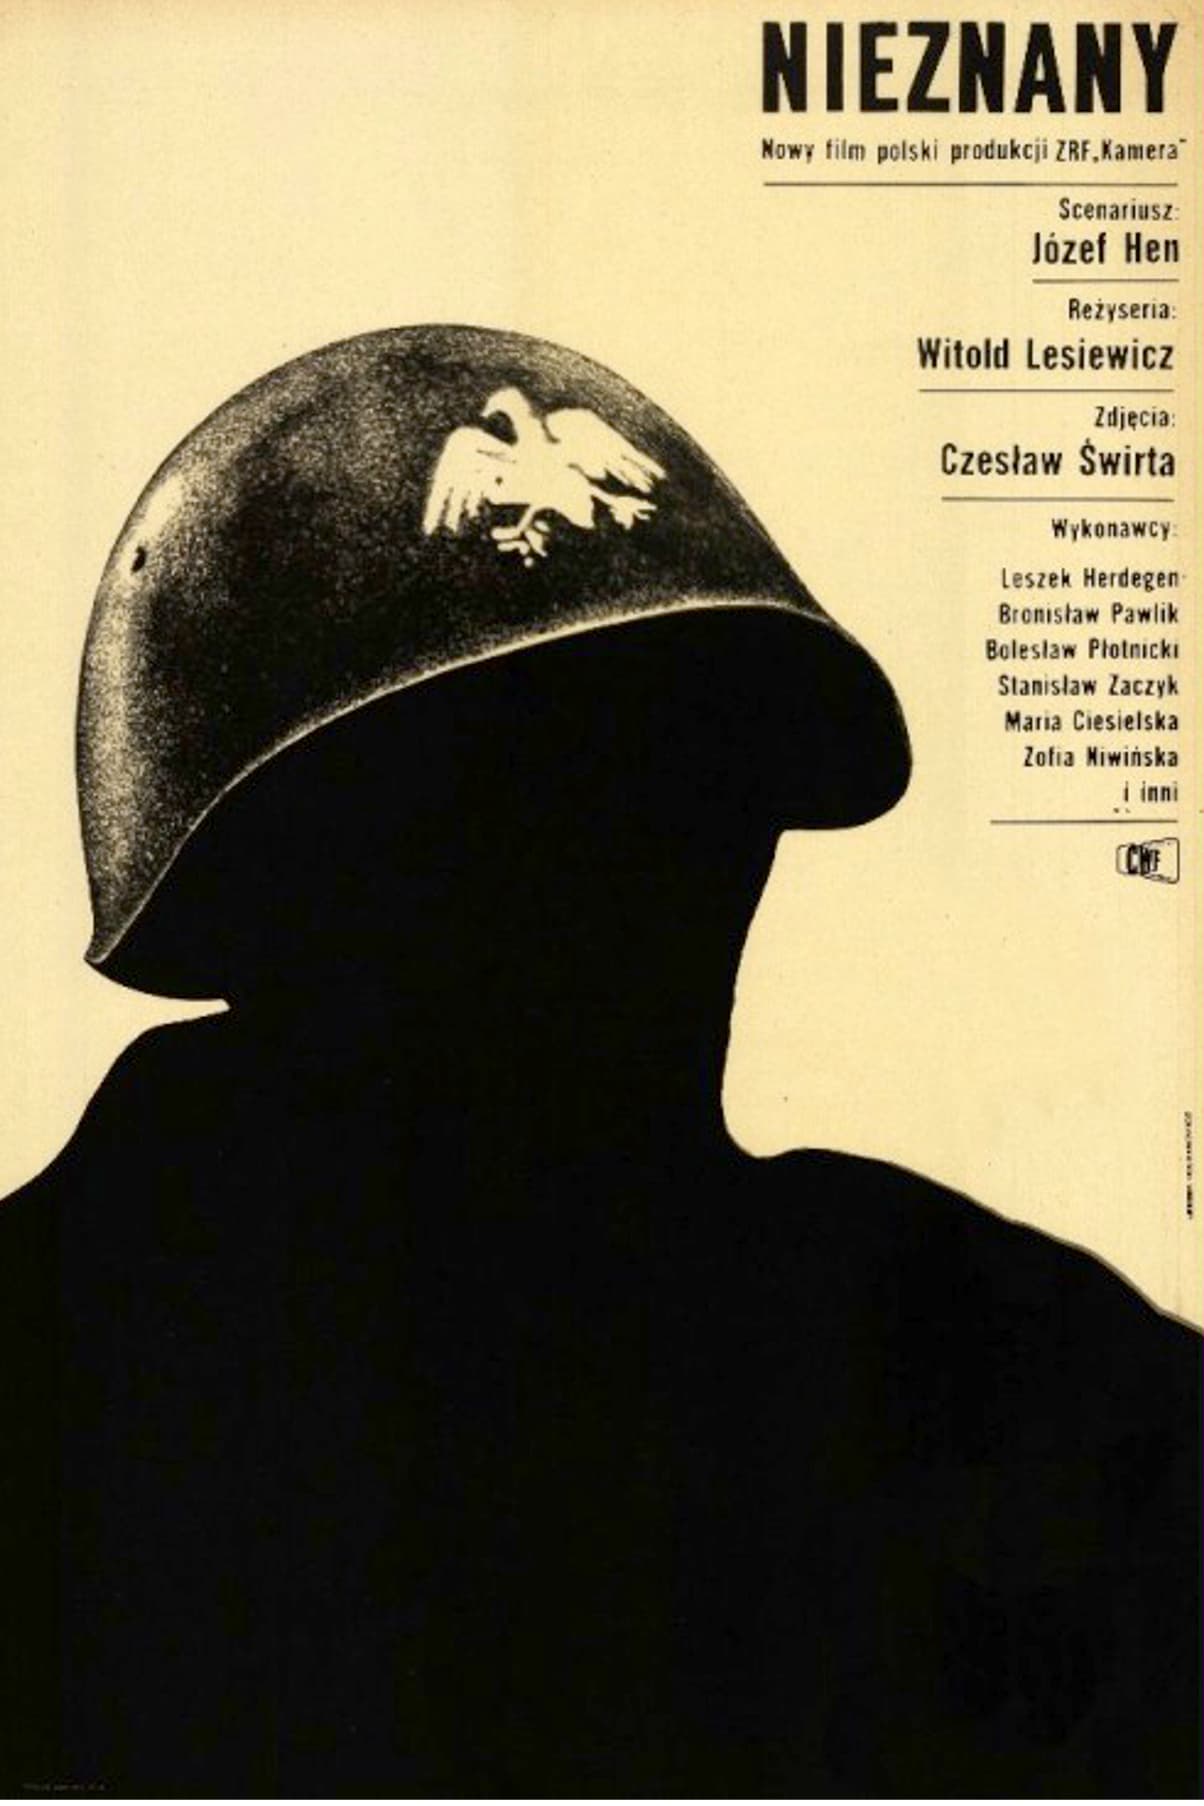 NIEZNANY
Nowy film polski produkcji ZRF „Kamera"
Scenariusz:
Józef Hen
Reżyseria:
Witold Lesiewicz
Zdjęcia:
Czesław Świrta
Wykonawcy:
Leszek Herdegen
Bronisław Pawlik
Bolesław Płotnicki
Stanisław Zaczyk
Maria Ciesielska
Zofia Niwińska
i inni
CWF